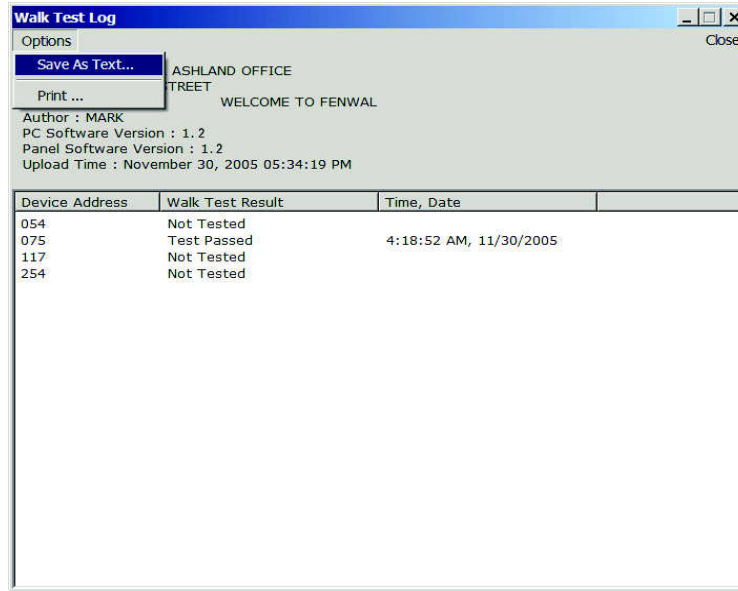 Walk Test Log
Options Close
Save As Text...
Print ...
ASHLAND OFFICE
WELCOME TO FENWAL
Author : MARK
PC Software Version : 1.2
Panel Software Version : 1.2
Upload Time : November 30, 2005 05:34:19 PM
Device Address Walk Test Result Time, Date
054 Not Tested
075 Test Passed 4:18:52 AM, 11/30/2005
117 Not Tested
254 Not Tested